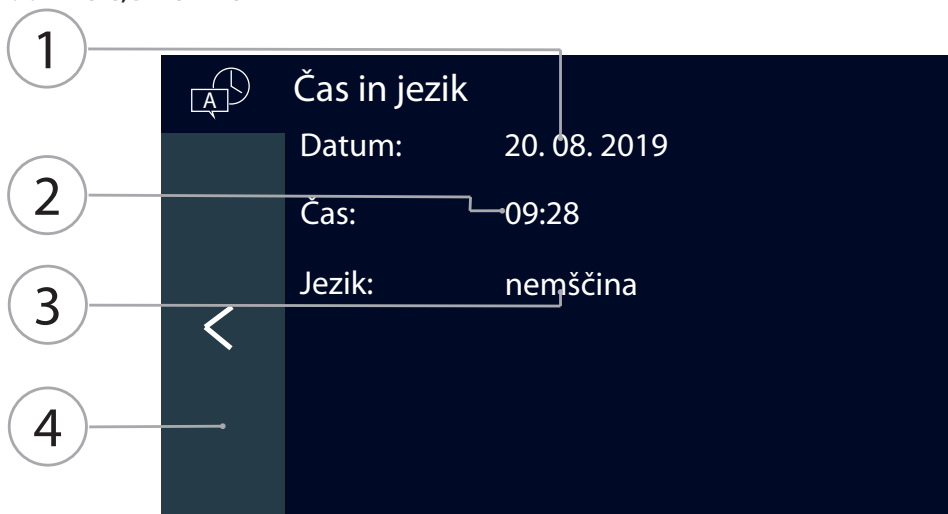 1
A
Čas in jezik
Datum: 20. 08. 2019
2
Čas: 09:28
3
Jezik: nemščina
4